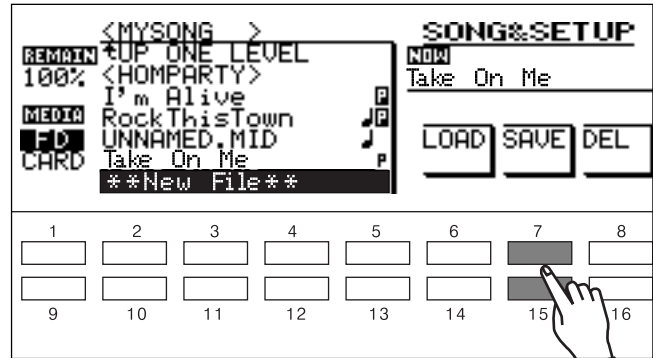 <MYSONG >
↑UP ONE LEVEL
<HOMPARTY>
I'm Alive P
RockThisTown ♩P
UNNAMED.MID ♩
Take On Me P
**New File**
REMAIN
100%
MEDIA
FD
CARD
SONG&SETUP
NOW
Take On Me
LOAD SAVE DEL
1 2 3 4 5 6 7 8
9 10 11 12 13 14 15 16